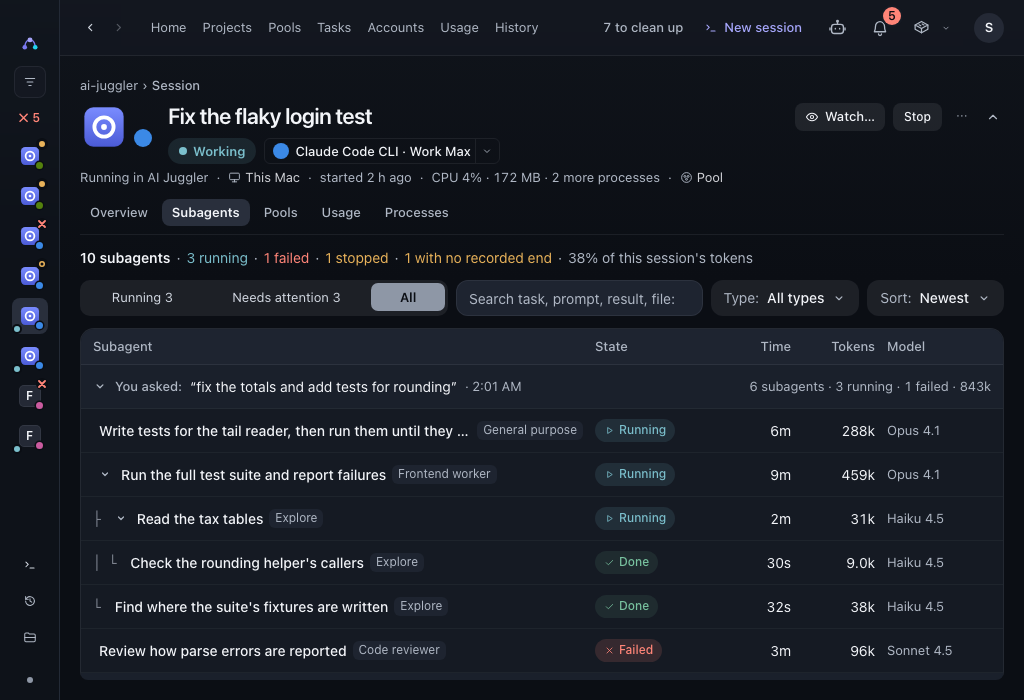 Home Projects Pools Tasks Accounts Usage History 7 to clean up >_ New session 5 S
5
ai-juggler › Session
Fix the flaky login test
Watch... Stop ...
Working Claude Code CLI · Work Max
Running in AI Juggler · This Mac · started 2 h ago · CPU 4% · 172 MB · 2 more processes · Pool
Overview Subagents Pools Usage Processes
10 subagents · 3 running · 1 failed · 1 stopped · 1 with no recorded end · 38% of this session's tokens
Running 3 Needs attention 3 All Search task, prompt, result, file: Type: All types Sort: Newest
Subagent State Time Tokens Model
You asked: “fix the totals and add tests for rounding” · 2:01 AM 6 subagents · 3 running · 1 failed · 843k
Write tests for the tail reader, then run them until they ... General purpose Running 6m 288k Opus 4.1
Run the full test suite and report failures Frontend worker Running 9m 459k Opus 4.1
Read the tax tables Explore Running 2m 31k Haiku 4.5
Check the rounding helper's callers Explore Done 30s 9.0k Haiku 4.5
Find where the suite's fixtures are written Explore Done 32s 38k Haiku 4.5
Review how parse errors are reported Code reviewer Failed 3m 96k Sonnet 4.5
F
F